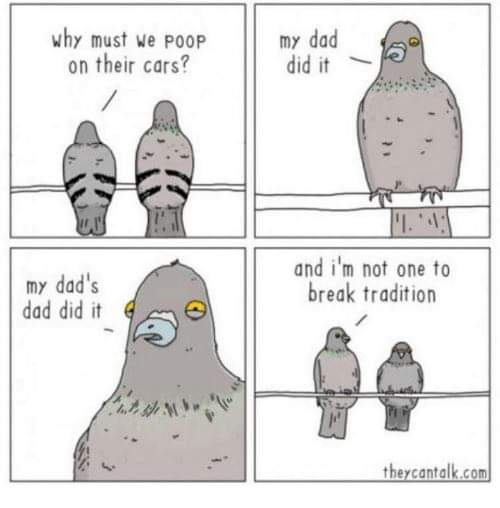 why must we poop
on their cars?
my dad
did it
my dad's
dad did it
and i'm not one to
break tradition
theycantalk.com